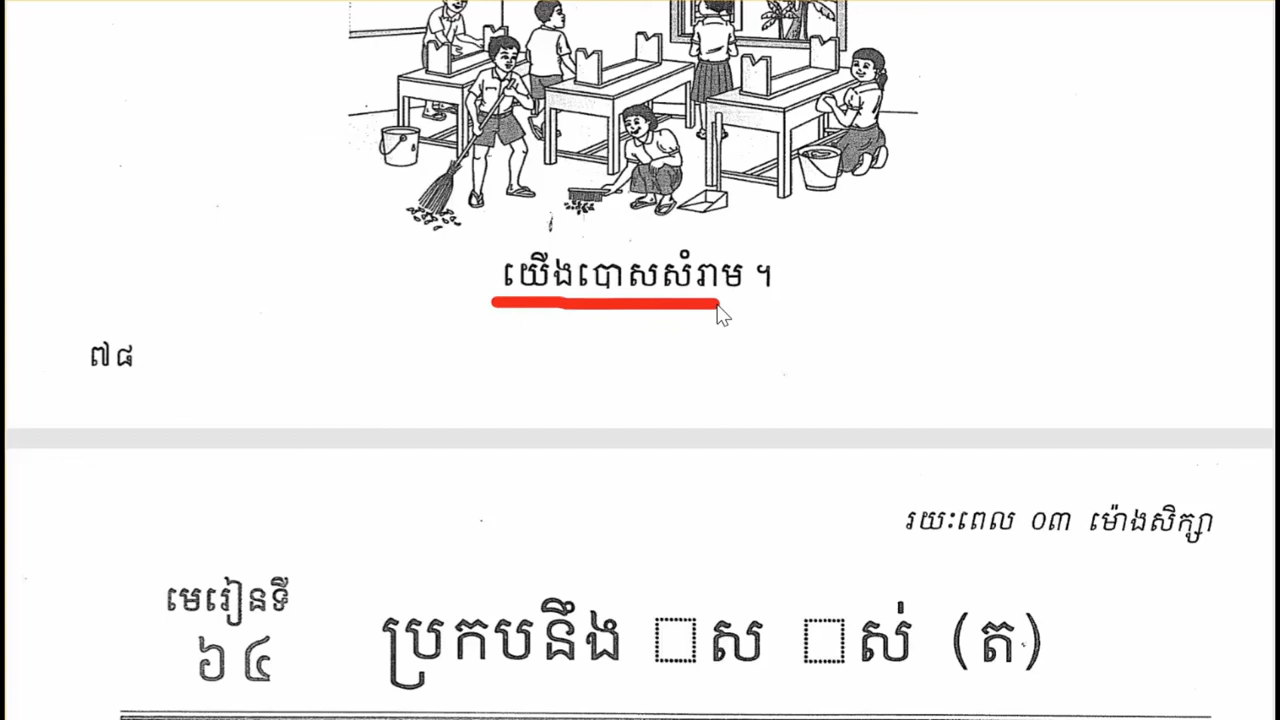 យើងបោសសំរាម ។
៧៨
រយៈពេល ០៣ ម៉ោងសិក្សា
មេរៀនទី
៦៤
ប្រកបនឹង ស ស់ (ត)